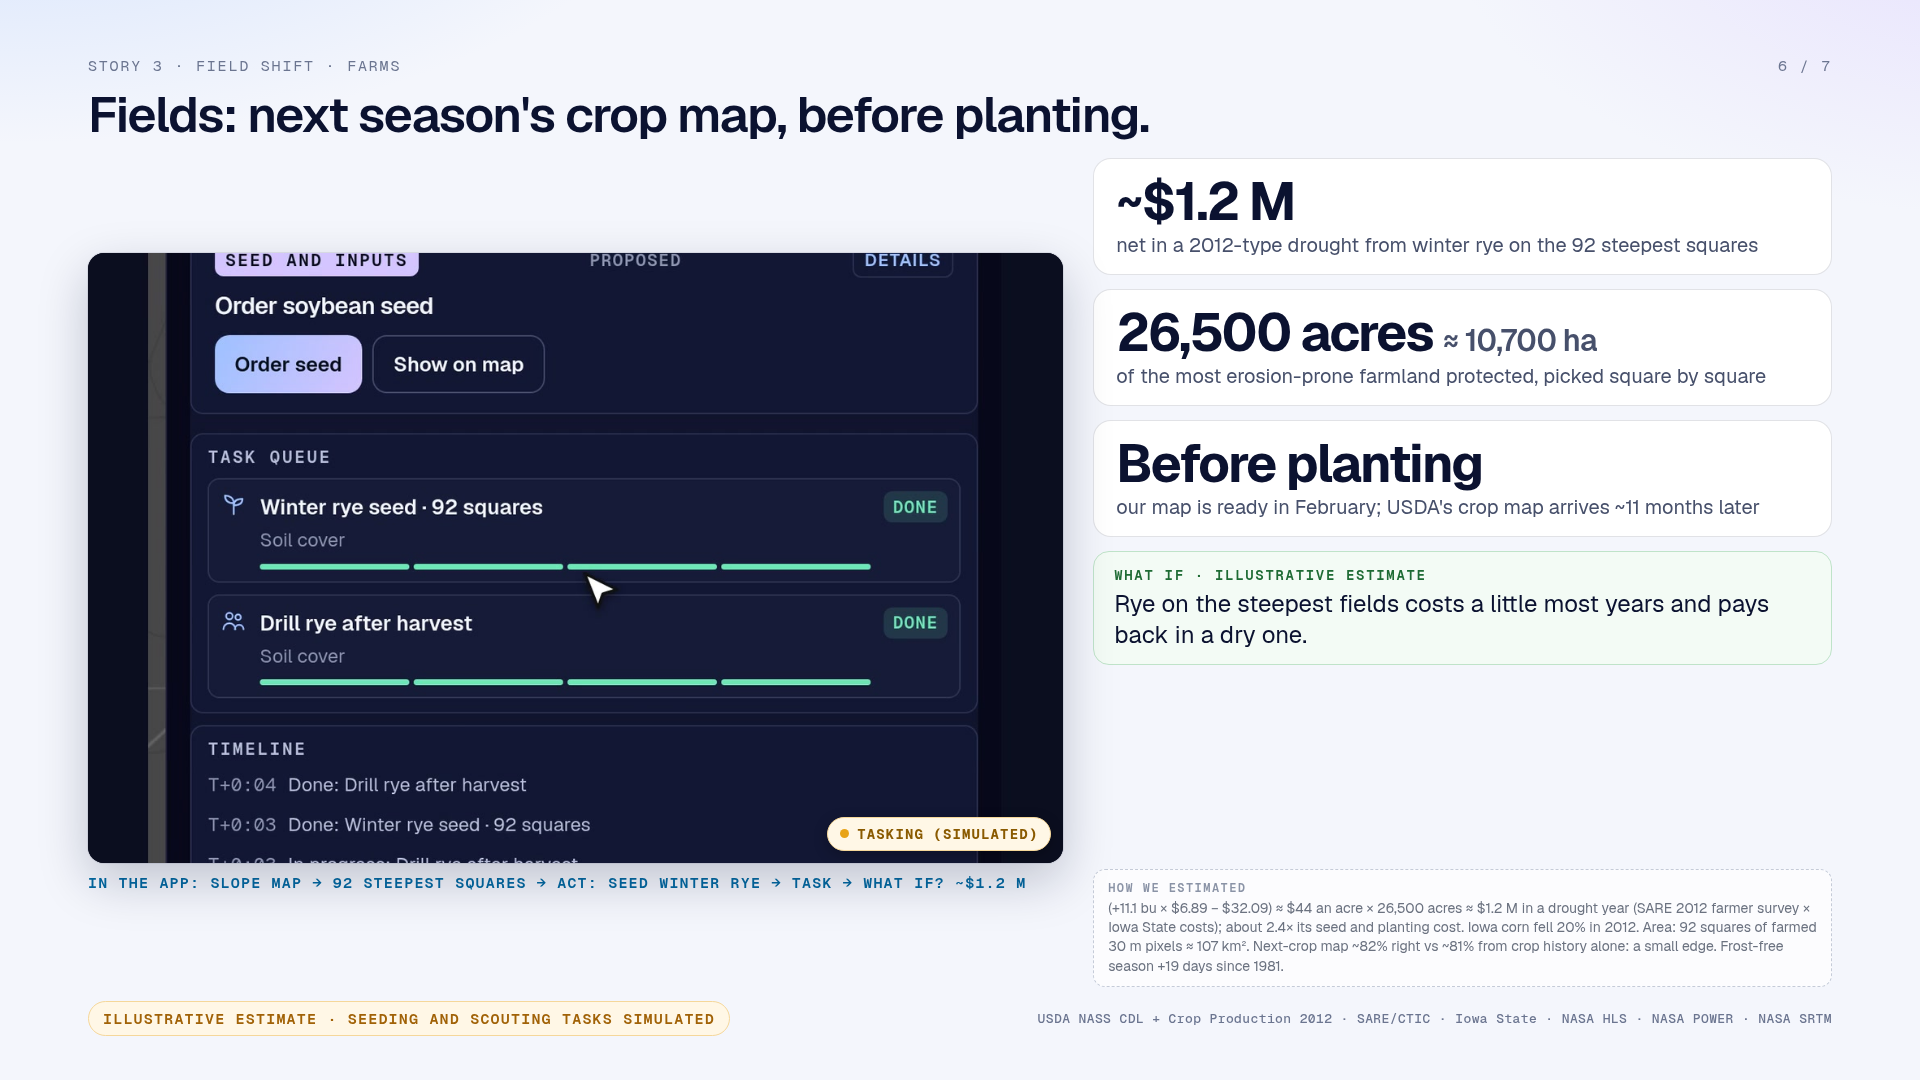 STORY 3 · FIELD SHIFT · FARMS
6 / 7
Fields: next season's crop map, before planting.
SEED AND INPUTS
PROPOSED
DETAILS
Order soybean seed
Order seed
Show on map
TASK QUEUE
Winter rye seed · 92 squares
DONE
Soil cover
Drill rye after harvest
DONE
Soil cover
TIMELINE
T+0:04 Done: Drill rye after harvest
T+0:03 Done: Winter rye seed · 92 squares
T+0:03 In progress: Drill rye after harvest
TASKING (SIMULATED)
IN THE APP: SLOPE MAP → 92 STEEPEST SQUARES → ACT: SEED WINTER RYE → TASK → WHAT IF? ~$1.2 M
~$1.2 M
net in a 2012-type drought from winter rye on the 92 steepest squares
26,500 acres ≈ 10,700 ha
of the most erosion-prone farmland protected, picked square by square
Before planting
our map is ready in February; USDA's crop map arrives ~11 months later
WHAT IF · ILLUSTRATIVE ESTIMATE
Rye on the steepest fields costs a little most years and pays
back in a dry one.
HOW WE ESTIMATED
(+11.1 bu × $6.89 – $32.09) ≈ $44 an acre × 26,500 acres ≈ $1.2 M in a drought year (SARE 2012 farmer survey ×
Iowa State costs); about 2.4× its seed and planting cost. Iowa corn fell 20% in 2012. Area: 92 squares of farmed
30 m pixels ≈ 107 km². Next-crop map ~82% right vs ~81% from crop history alone: a small edge. Frost-free
season +19 days since 1981.
ILLUSTRATIVE ESTIMATE · SEEDING AND SCOUTING TASKS SIMULATED
USDA NASS CDL + Crop Production 2012 · SARE/CTIC · Iowa State · NASA HLS · NASA POWER · NASA SRTM